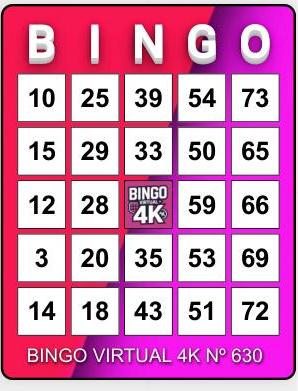 B I N G O
10 25 39 54 73
15 29 33 50 65
12 28 BINGO VIRTUAL 4K 59 66
3 20 35 53 69
14 18 43 51 72
BINGO VIRTUAL 4K Nº 630